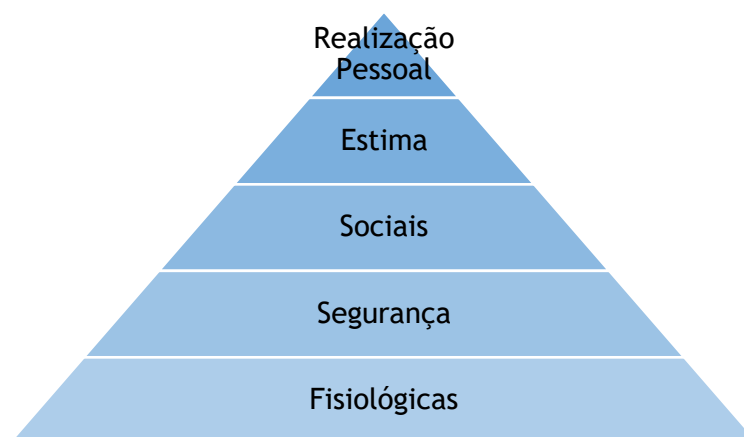 Realização
Pessoal
Estima
Sociais
Segurança
Fisiológicas